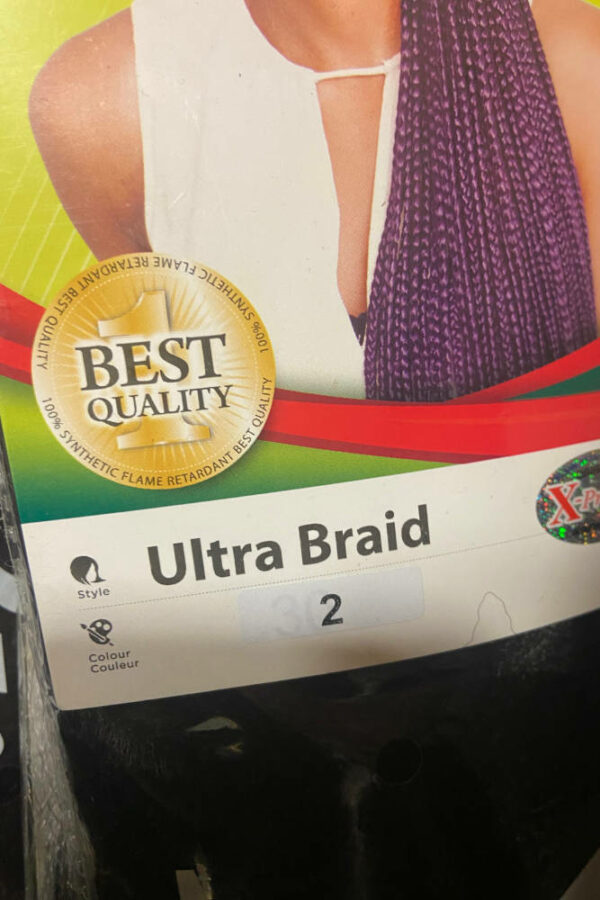 100% SYNTHETIC FLAME RETARDANT BEST QUALITY
1
BEST
QUALITY
100% SYNTHETIC FLAME RETARDANT BEST QUALITY
Style
Ultra Braid
Colour
Couleur
2